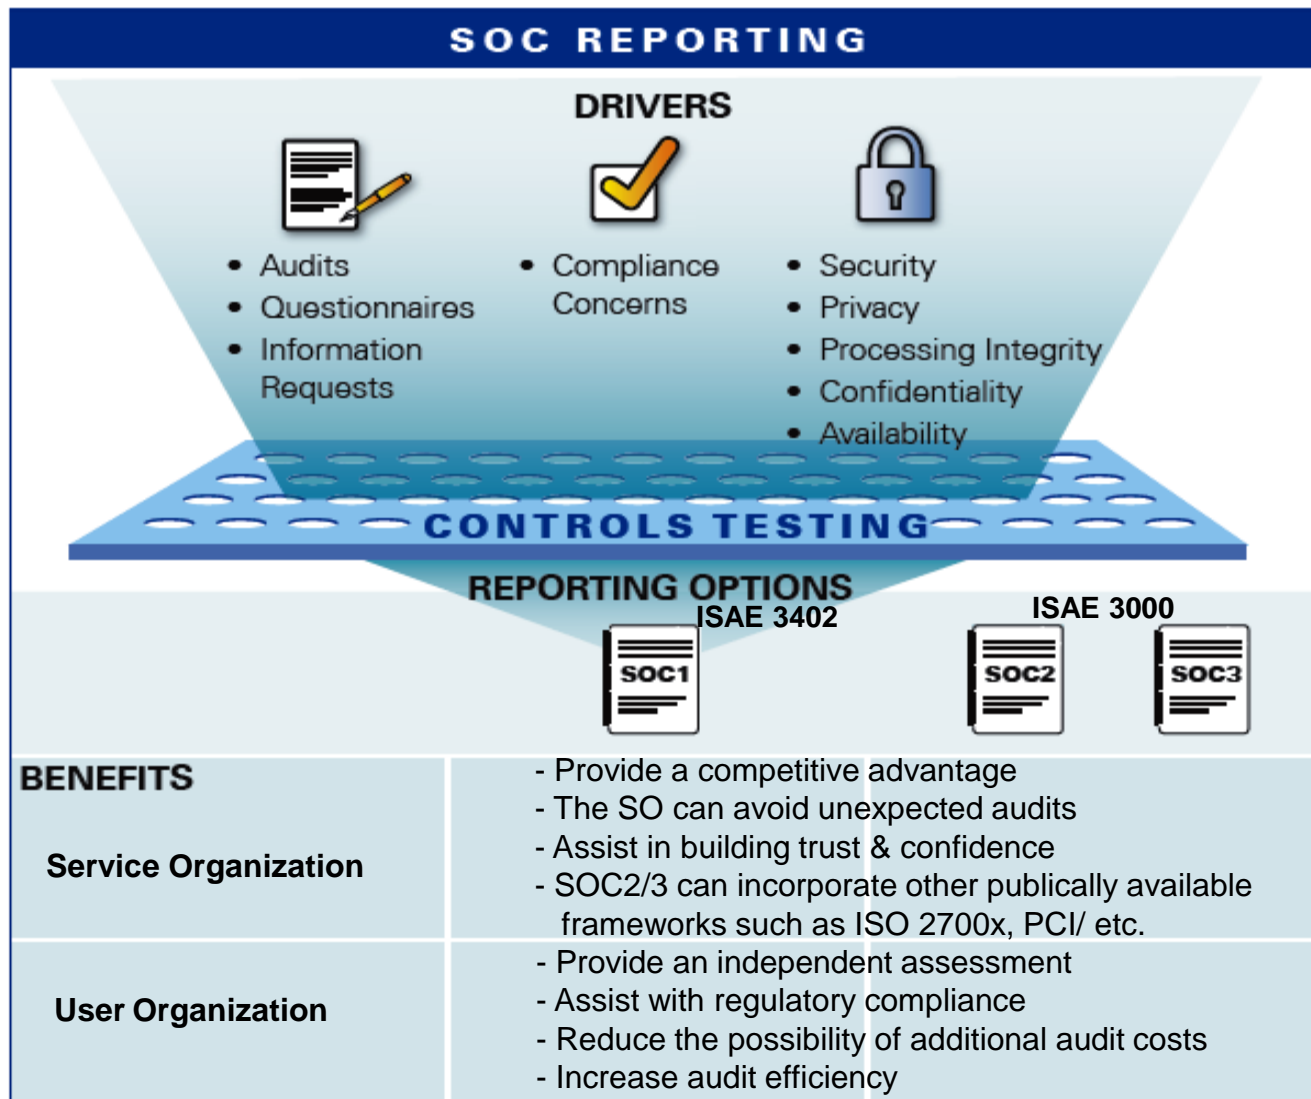 SOC REPORTING
DRIVERS
• Audits
• Questionnaires
• Information
Requests
• Compliance
Concerns
• Security
• Privacy
• Processing Integrity
• Confidentiality
• Availability
CONTROLS TESTING
REPORTING OPTIONS
ISAE 3402
ISAE 3000
SOC1
SOC2
SOC3
BENEFITS
Service Organization
- Provide a competitive advantage
- The SO can avoid unexpected audits
- Assist in building trust & confidence
- SOC2/3 can incorporate other publically available
frameworks such as ISO 2700x, PCI/ etc.
User Organization
- Provide an independent assessment
- Assist with regulatory compliance
- Reduce the possibility of additional audit costs
- Increase audit efficiency